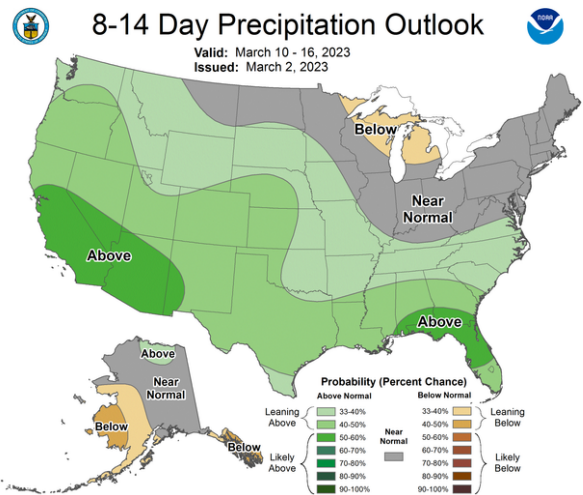 8-14 Day Precipitation Outlook
Valid: March 10 - 16, 2023
Issued: March 2, 2023
NOAA
Below
Near
Normal
Above
Above
Above
Near
Normal
Below
Below
Probability (Percent Chance)
Above Normal
Below Normal
Leaning
Above
33-40%
40-50%
Likely
Above
50-60%
60-70%
70-80%
80-90%
90-100%
Near
Normal
33-40%
40-50%
Leaning
Below
50-60%
60-70%
70-80%
80-90%
90-100%
Likely
Below